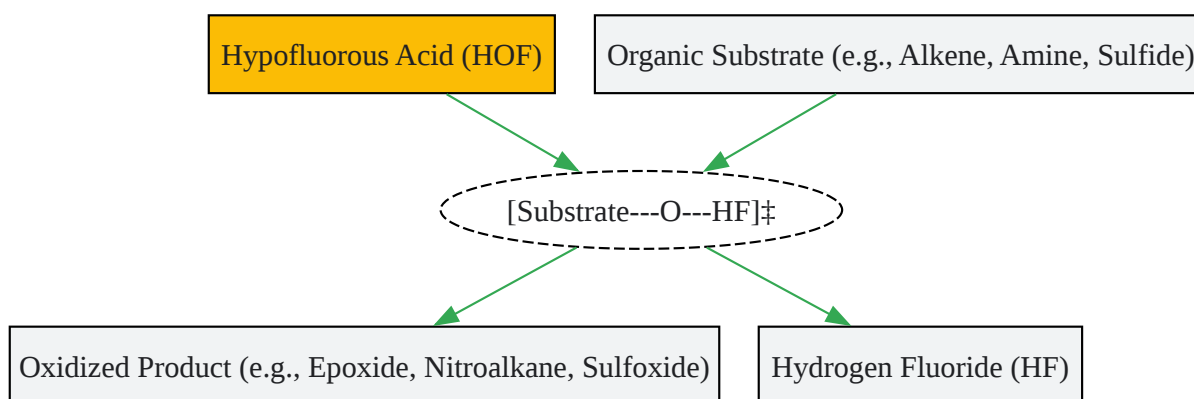 Hypofluorous Acid (HOF)
Organic Substrate (e.g., Alkene, Amine, Sulfide)
[Substrate---O---HF]‡
Oxidized Product (e.g., Epoxide, Nitroalkane, Sulfoxide)
Hydrogen Fluoride (HF)